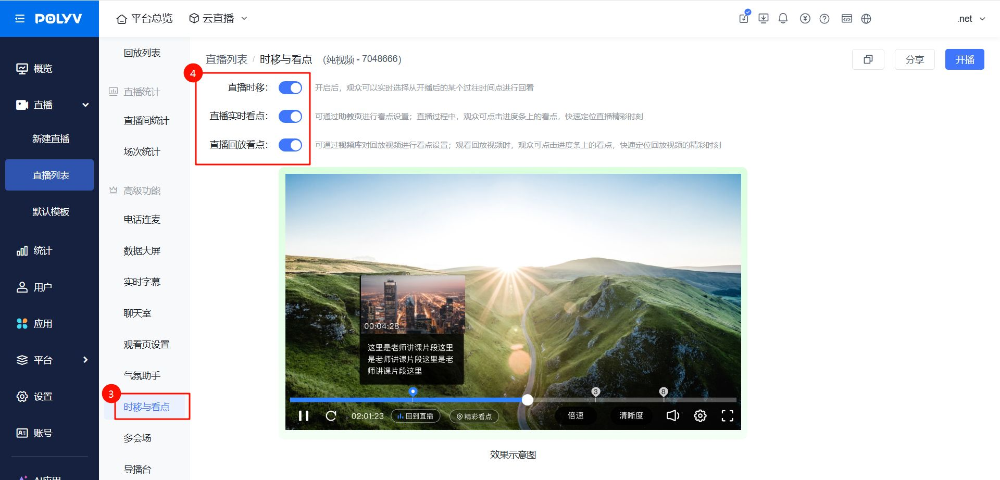 POLYV
平台总览
云直播
.net
概览
直播
新建直播
直播列表
默认模板
统计
用户
应用
平台
设置
账号
AI应用
回放列表
直播统计
直播间统计
场次统计
高级功能
电话连麦
数据大屏
实时字幕
聊天室
观看页设置
气氛助手
3
时移与看点
多会场
导播台
直播列表 / 时移与看点 (纯视频 - 7048666)
分享
开播
4
直播时移: 开启后，观众可以实时选择从开播后的某个过往时间点进行回看
直播实时看点: 可通过助教页进行看点设置；直播过程中，观众可点击进度条上的看点，快速定位直播精彩时刻
直播回放看点: 可通过视频库对回放视频进行看点设置；观看回放视频时，观众可点击进度条上的看点，快速定位回放视频的精彩时刻
00:04:28
这里是老师讲课片段这里
是老师讲课片段这里是老
师讲课片段这里
3
8
02:01:23
回到直播
精彩看点
倍速
清晰度
效果示意图